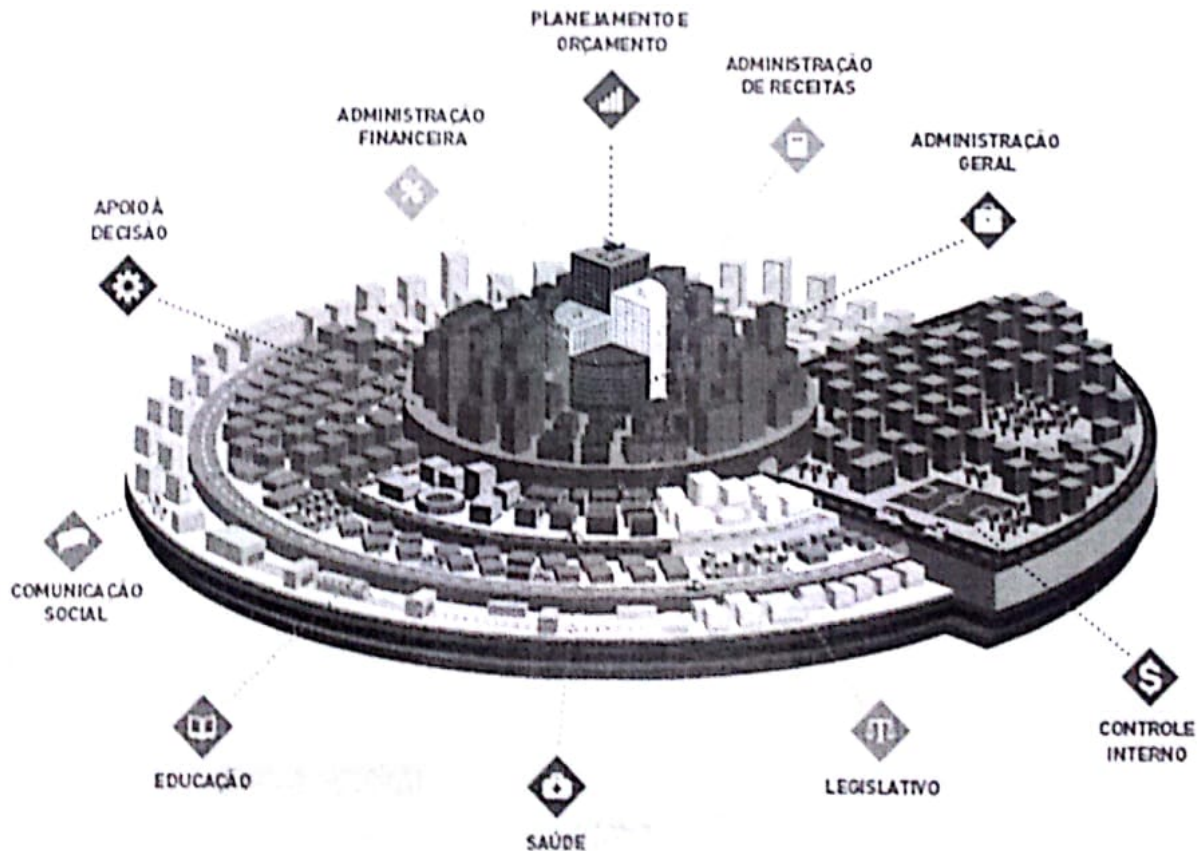 PLANEJAMENTO E
ORÇAMENTO
ADMINISTRAÇÃO
DE RECEITAS
ADMINISTRAÇÃO
FINANCEIRA
ADMINISTRAÇÃO
GERAL
APOIO À
DECISÃO
COMUNICAÇÃO
SOCIAL
EDUCAÇÃO
SAÚDE
LEGISLATIVO
CONTROLE
INTERNO